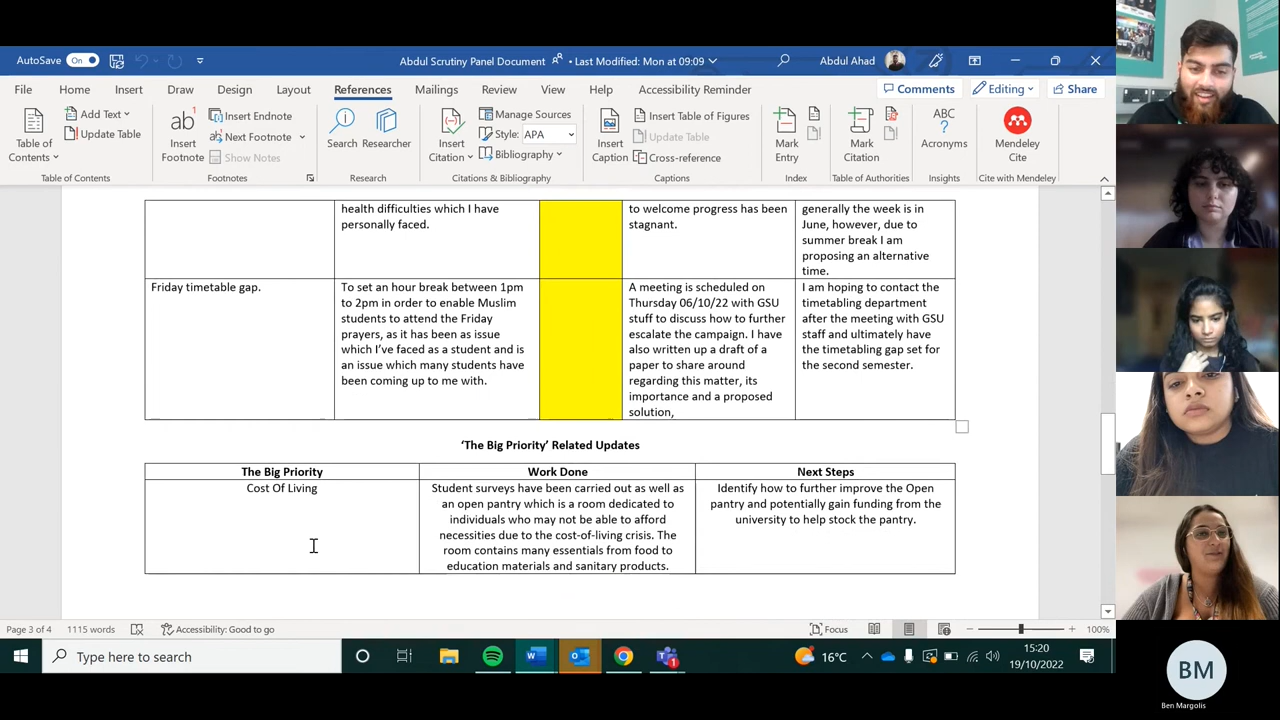 AutoSave On
Abdul Scrutiny Panel Document • Last Modified: Mon at 09:09
Abdul Ahad
File Home Insert Draw Design Layout References Mailings Review View Help Accessibility Reminder
Comments Editing Share
Table of Contents
Add Text
Update Table
Table of Contents
ab
Insert Footnote
Insert Endnote
Next Footnote
Show Notes
Footnotes
Search Researcher
Research
Insert Citation
Manage Sources
Style: APA
Bibliography
Citations & Bibliography
Insert Caption
Insert Table of Figures
Update Table
Cross-reference
Captions
Mark Entry
Index
Mark Citation
Table of Authorities
ABC
?
Acronyms
Insights
Mendeley Cite
Cite with Mendeley
health difficulties which I have
personally faced.
to welcome progress has been
stagnant.
generally the week is in
June, however, due to
summer break I am
proposing an alternative
time.
Friday timetable gap.
To set an hour break between 1pm
to 2pm in order to enable Muslim
students to attend the Friday
prayers, as it has been as issue
which I've faced as a student and is
an issue which many students have
been coming up to me with.
A meeting is scheduled on
Thursday 06/10/22 with GSU
stuff to discuss how to further
escalate the campaign. I have
also written up a draft of a
paper to share around
regarding this matter, its
importance and a proposed
solution,
I am hoping to contact the
timetabling department
after the meeting with GSU
staff and ultimately have
the timetabling gap set for
the second semester.
'The Big Priority' Related Updates
The Big Priority
Work Done
Next Steps
Cost Of Living
Student surveys have been carried out as well as
an open pantry which is a room dedicated to
individuals who may not be able to afford
necessities due to the cost-of-living crisis. The
room contains many essentials from food to
education materials and sanitary products.
Identify how to further improve the Open
pantry and potentially gain funding from the
university to help stock the pantry.
Page 3 of 4 1115 words Accessibility: Good to go
Focus
100%
Type here to search
16°C
15:20
19/10/2022
BM
Ben Margolis